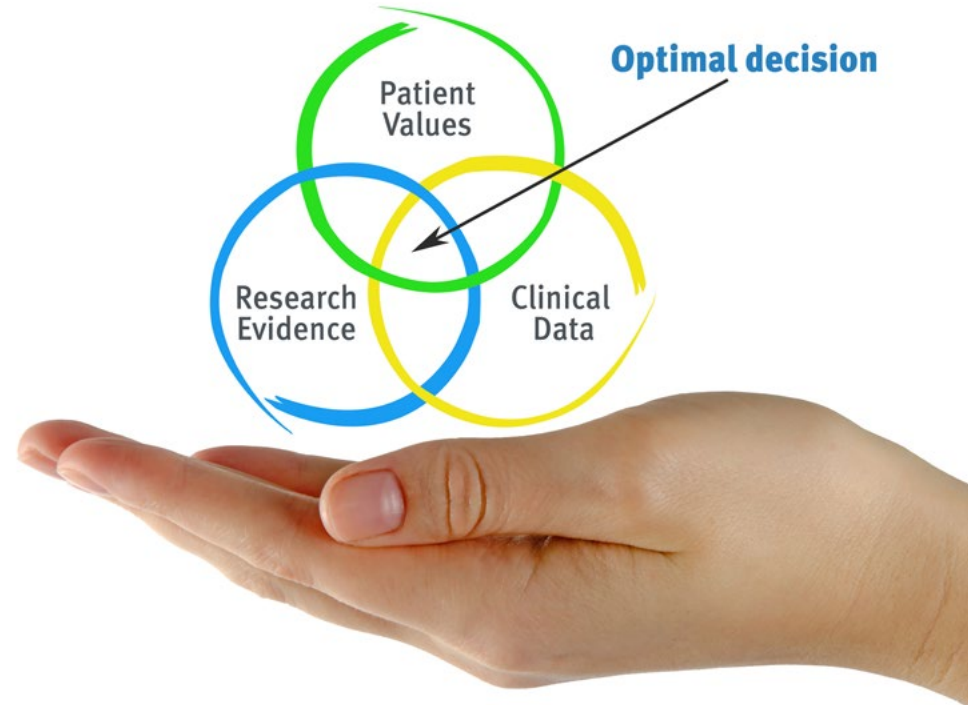 Optimal decision
Patient
Values
Research
Evidence
Clinical
Data